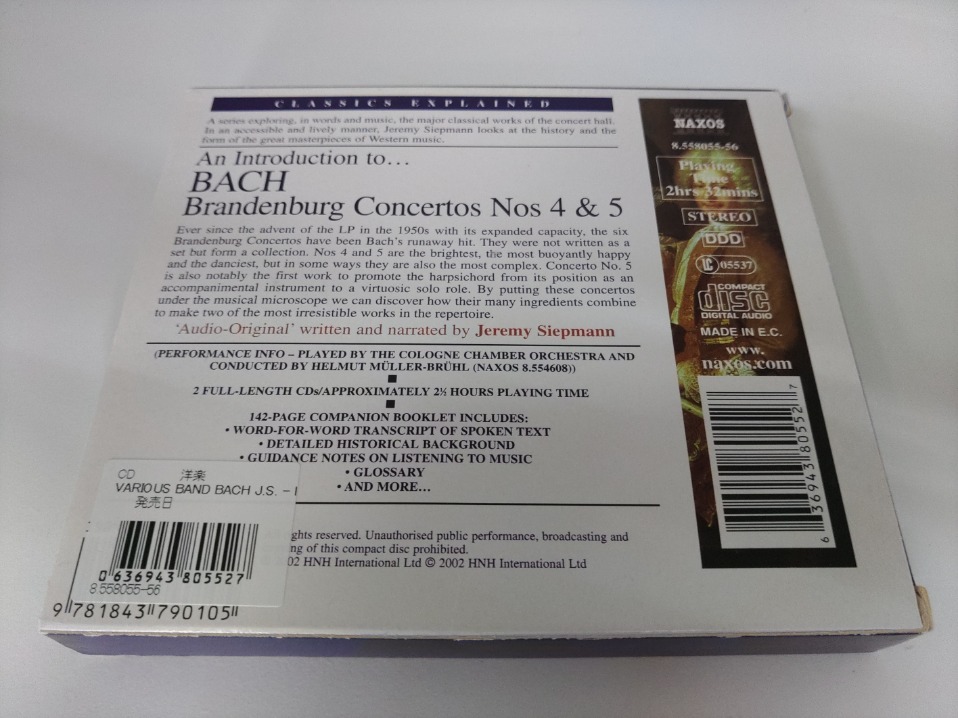 CLASSICS EXPLAINED
A series exploring, in words and music, the major classical works of the concert hall.
In an accessible and lively manner, Jeremy Siepmann looks at the history and the
form of the great masterpieces of Western music.
An Introduction to...
BACH
Brandenburg Concertos Nos 4 & 5
Ever since the advent of the LP in the 1950s with its expanded capacity, the six
Brandenburg Concertos have been Bach's runaway hit. They were not written as a
set but form a collection. Nos 4 and 5 are the brightest, the most buoyantly happy
and the danciest, but in some ways they are also the most complex. Concerto No. 5
is also notably the first work to promote the harpsichord from its position as an
accompanimental instrument to a virtuosic solo role. By putting these concertos
under the musical microscope we can discover how their many ingredients combine
to make two of the most irresistible works in the repertoire.
'Audio-Original' written and narrated by Jeremy Siepmann
(PERFORMANCE INFO – PLAYED BY THE COLOGNE CHAMBER ORCHESTRA AND
CONDUCTED BY HELMUT MÜLLER-BRÜHL (NAXOS 8.554608))
2 FULL-LENGTH CDs/APPROXIMATELY 2½ HOURS PLAYING TIME
142-PAGE COMPANION BOOKLET INCLUDES:
• WORD-FOR-WORD TRANSCRIPT OF SPOKEN TEXT
• DETAILED HISTORICAL BACKGROUND
• GUIDANCE NOTES ON LISTENING TO MUSIC
• GLOSSARY
• AND MORE...
ghts reserved. Unauthorised public performance, broadcasting and
ng of this compact disc prohibited.
02 HNH International Ltd © 2002 HNH International Ltd
CD 洋楽
VARIOUS BAND BACH J.S. -
発売日
0 636943 805527
8.558055-56
9 781843 790105
NAXOS
8.558055-56
Playing
Time
2hrs 32mins
STEREO
DDD
LC 05537
COMPACT
disc
DIGITAL AUDIO
MADE IN E.C.
www.
naxos.com
6 36943 80552 7